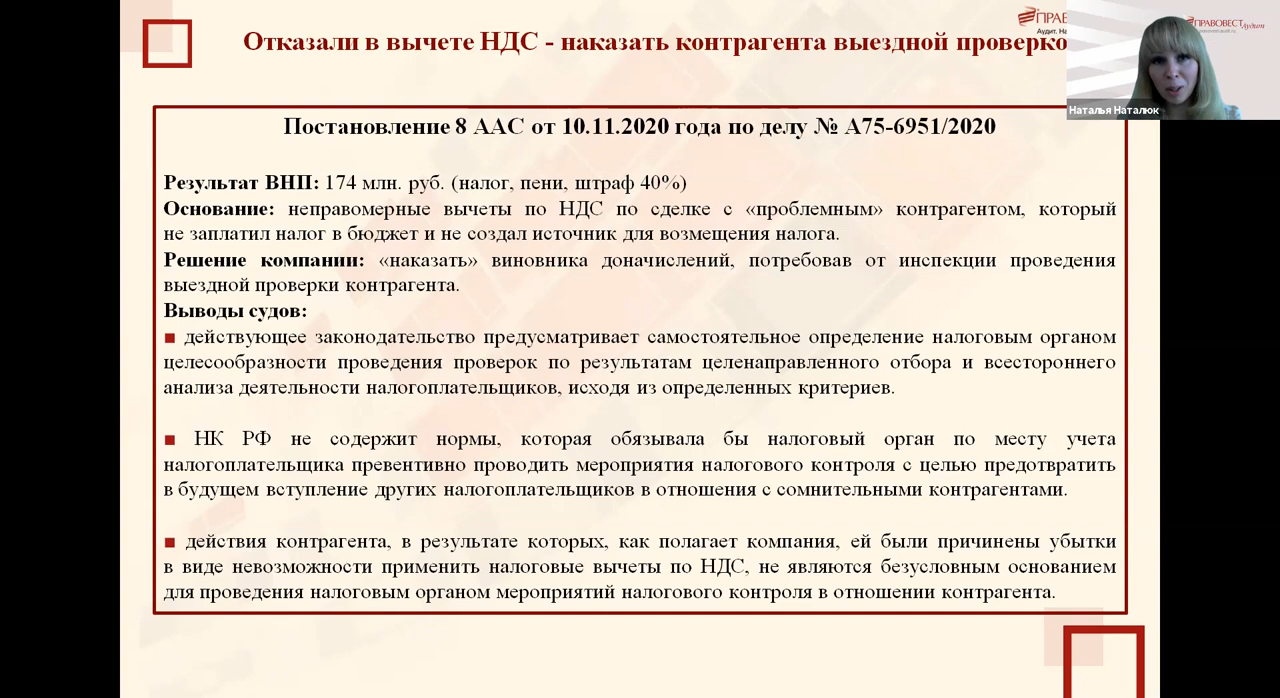 Отказали в вычете НДС - наказать контрагента выездной проверко
Постановление 8 ААС от 10.11.2020 года по делу № А75-6951/2020
Результат ВНП: 174 млн. руб. (налог, пени, штраф 40%)
Основание: неправомерные вычеты по НДС по сделке с «проблемным» контрагентом, который
не заплатил налог в бюджет и не создал источник для возмещения налога.
Решение компании: «наказать» виновника доначислений, потребовав от инспекции проведения
выездной проверки контрагента.
Выводы судов:
■ действующее законодательство предусматривает самостоятельное определение налоговым органом
целесообразности проведения проверок по результатам целенаправленного отбора и всестороннего
анализа деятельности налогоплательщиков, исходя из определенных критериев.
■ НК РФ не содержит нормы, которая обязывала бы налоговый орган по месту учета
налогоплательщика превентивно проводить мероприятия налогового контроля с целью предотвратить
в будущем вступление других налогоплательщиков в отношения с сомнительными контрагентами.
■ действия контрагента, в результате которых, как полагает компания, ей были причинены убытки
в виде невозможности применить налоговые вычеты по НДС, не являются безусловным основанием
для проведения налоговым органом мероприятий налогового контроля в отношении контрагента.
ПРАВ
Аудит. На
ПРАВОВЕСТ Аудит
Наталья Наталюк